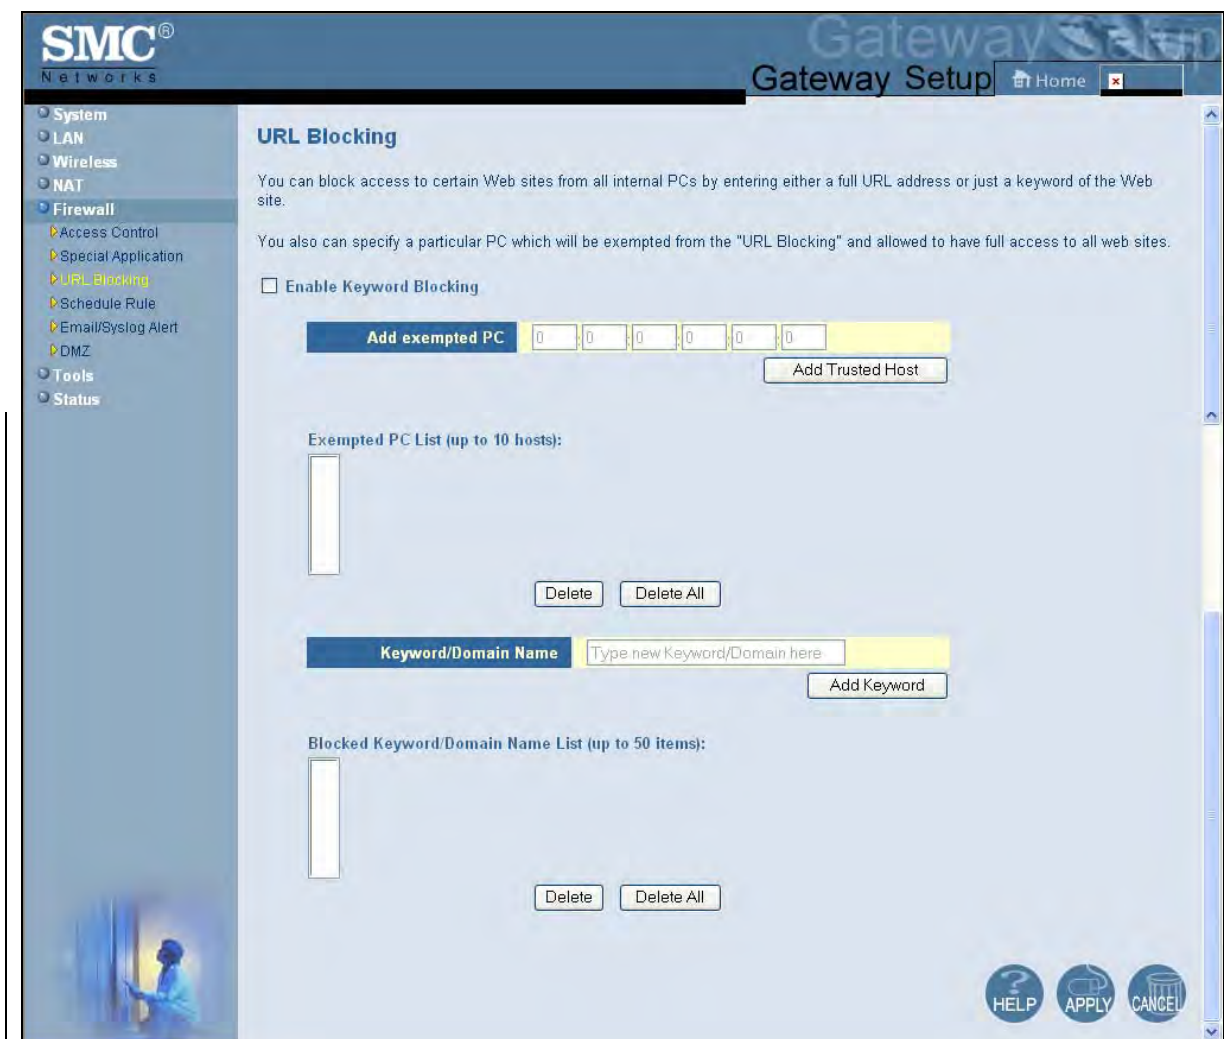 SMC®
Networks
Gateway Setup
Gateway Setup
Home
System
LAN
Wireless
NAT
Firewall
Access Control
Special Application
URL Blocking
Schedule Rule
Email/Syslog Alert
DMZ
Tools
Status
URL Blocking
You can block access to certain Web sites from all internal PCs by entering either a full URL address or just a keyword of the Web
site.
You also can specify a particular PC which will be exempted from the "URL Blocking" and allowed to have full access to all web sites.
Enable Keyword Blocking
Add exempted PC 0 : 0 : 0 : 0 : 0 : 0
Add Trusted Host
Exempted PC List (up to 10 hosts):
Delete Delete All
Keyword/Domain Name Type new Keyword/Domain here
Add Keyword
Blocked Keyword/Domain Name List (up to 50 items):
Delete Delete All
HELP APPLY CANCEL